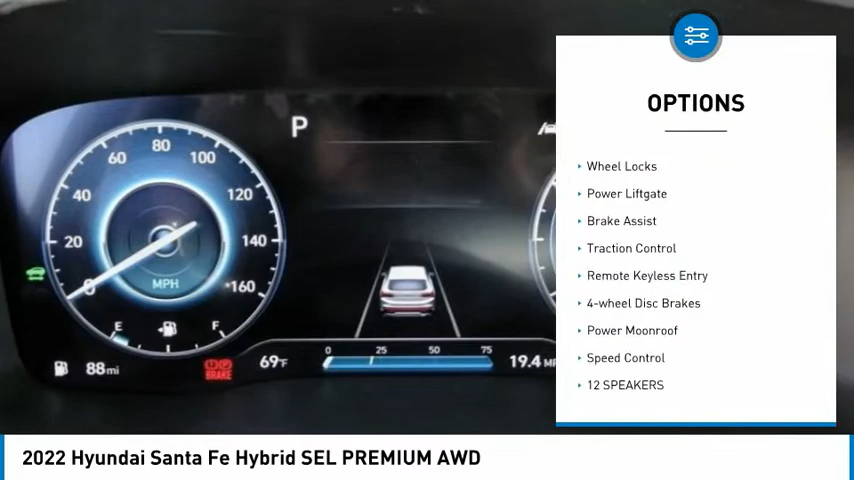 P
80
60
100
40
120
20
140
0
160
MPH
E
F
88mi
BRAKE
69°F
0
25
50
75
19.4
OPTIONS
Wheel Locks
Power Liftgate
Brake Assist
Traction Control
Remote Keyless Entry
4-wheel Disc Brakes
Power Moonroof
Speed Control
12 SPEAKERS
2022 Hyundai Santa Fe Hybrid SEL PREMIUM AWD